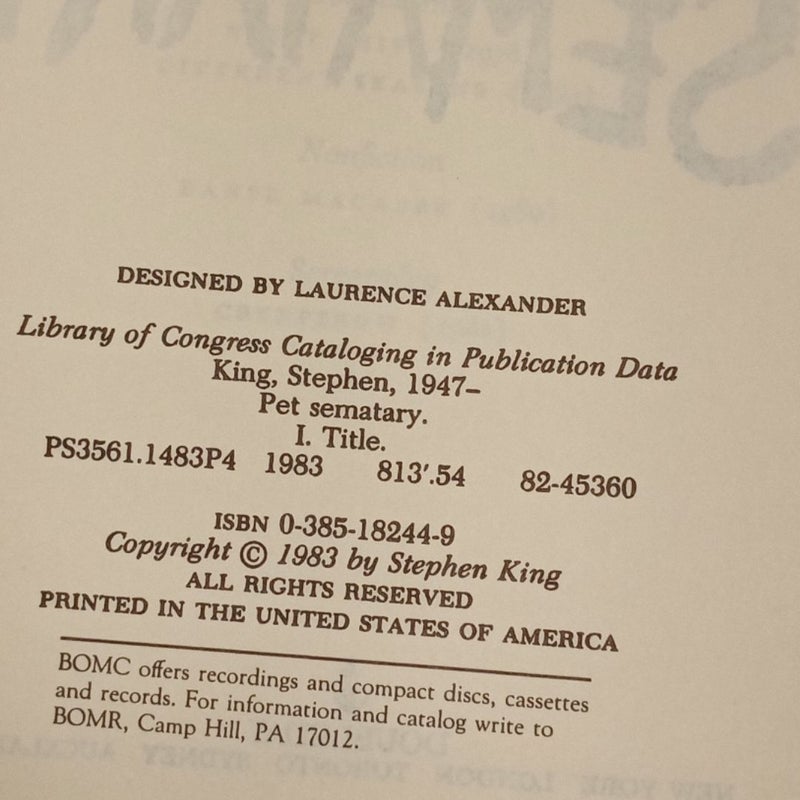 DESIGNED BY LAURENCE ALEXANDER
Library of Congress Cataloging in Publication Data
King, Stephen, 1947–
Pet sematary.
I. Title.
PS3561.1483P4 1983 813'.54 82-45360
ISBN 0-385-18244-9
Copyright © 1983 by Stephen King
ALL RIGHTS RESERVED
PRINTED IN THE UNITED STATES OF AMERICA
BOMC offers recordings and compact discs, cassettes
and records. For information and catalog write to
BOMR, Camp Hill, PA 17012.